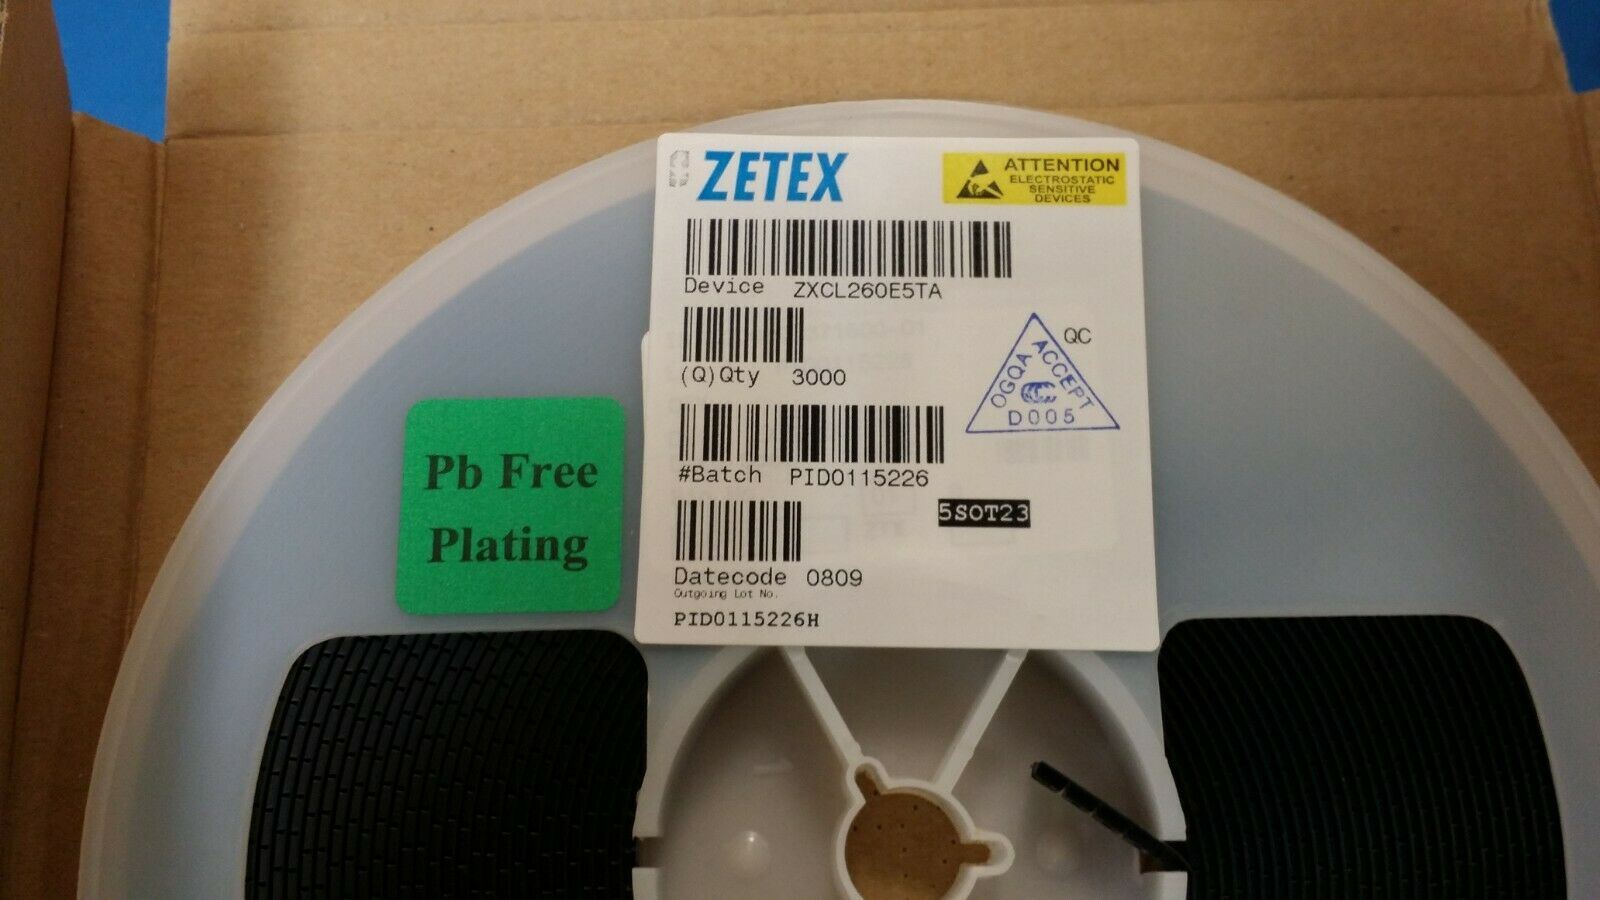 ZETEX
ATTENTION
ELECTROSTATIC
SENSITIVE
DEVICES
Device ZXCL260E5TA
(Q)Qty 3000
QC
OGQA ACCEPT
D005
#Batch PID0115226
5SOT23
Datecode 0809
Outgoing Lot No.
PID0115226H
Pb Free
Plating